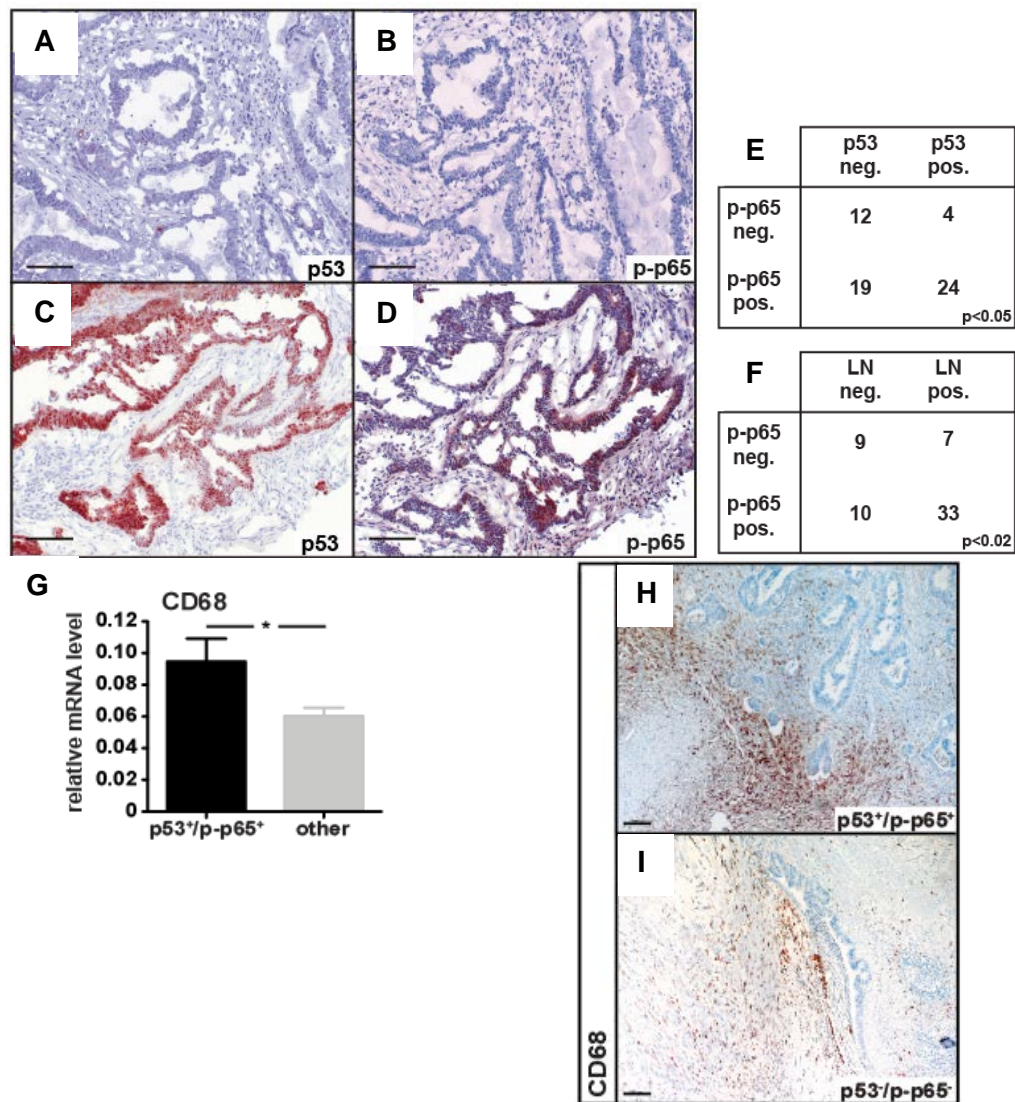 A
p53
B
p-p65
C
p53
D
p-p65
E
p53 neg. p53 pos.
p-p65 neg. 12 4
p-p65 pos. 19 24
p<0.05
F
LN neg. LN pos.
p-p65 neg. 9 7
p-p65 pos. 10 33
p<0.02
G
CD68
relative mRNA level
0.12
0.10
0.08
0.06
0.04
0.02
0
*
p53⁺/p-p65⁺ other
CD68
H
p53⁺/p-p65⁺
I
p53⁻/p-p65⁻